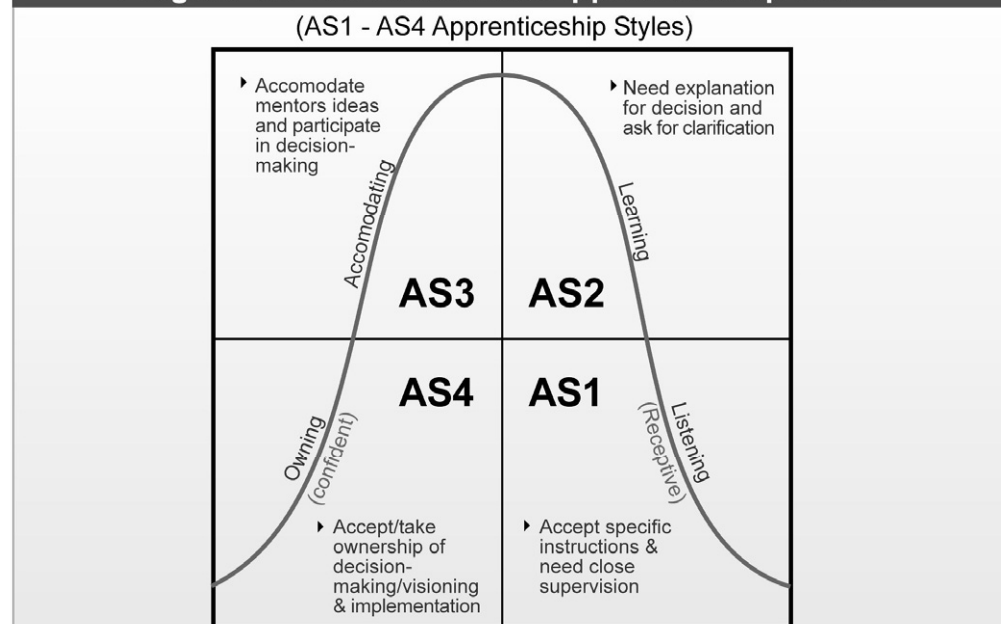 (AS1 - AS4 Apprenticeship Styles)
Accomodate
mentors ideas
and participate
in decision-
making
Need explanation
for decision and
ask for clarification
Accomodating
Learning
AS3
AS2
AS4
AS1
Owning
(confident)
Listening
(Receptive)
Accept/take
ownership of
decision-
making/visioning
& implementation
Accept specific
instructions &
need close
supervision